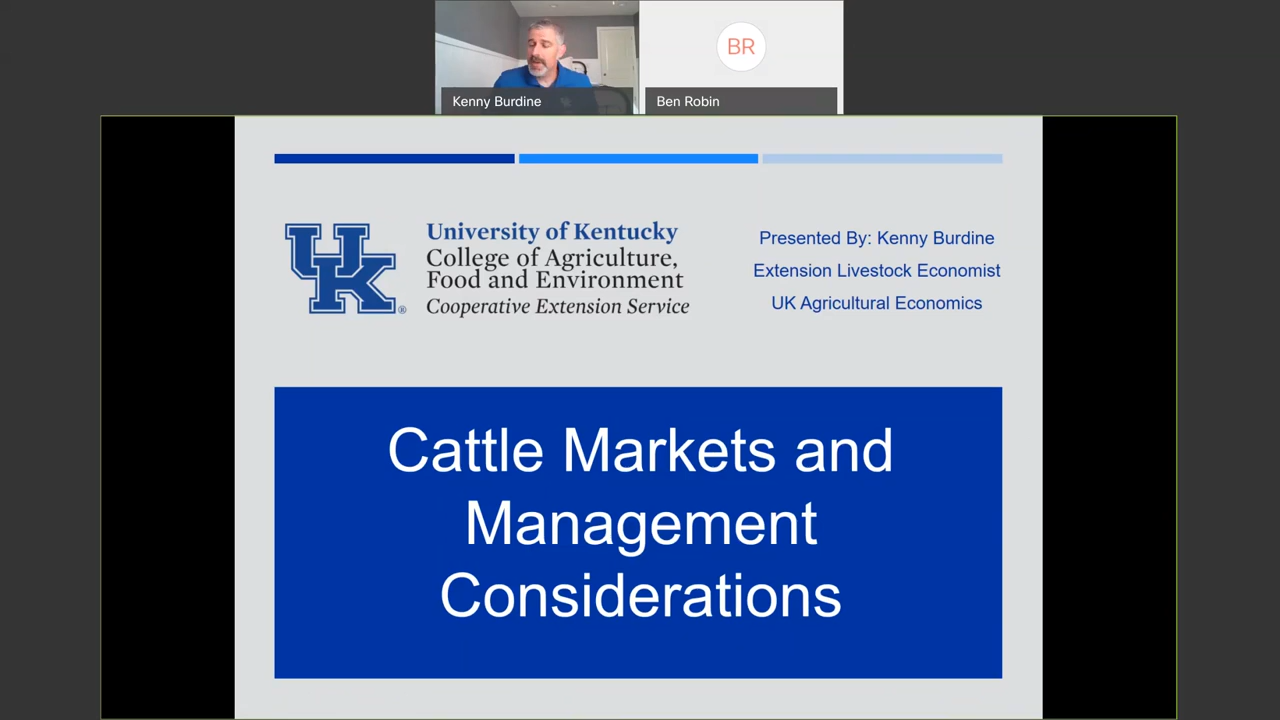 BR
Kenny Burdine
Ben Robin
UK
University of Kentucky
College of Agriculture,
Food and Environment
Cooperative Extension Service
®
Presented By: Kenny Burdine
Extension Livestock Economist
UK Agricultural Economics
Cattle Markets and
Management
Considerations